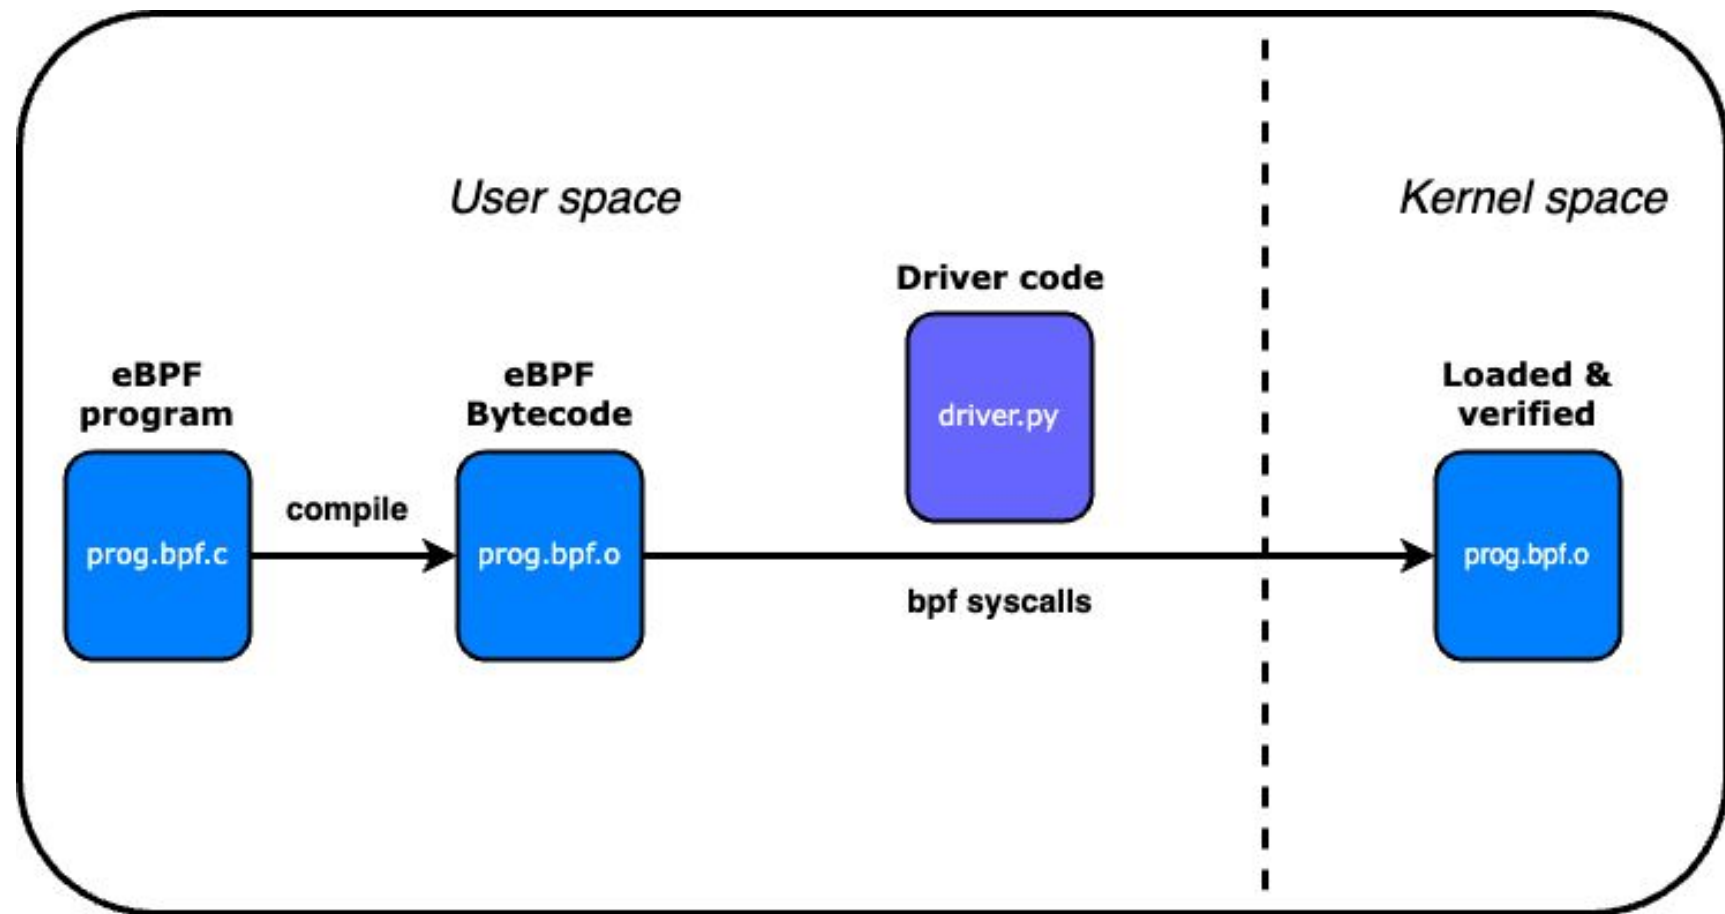 User space
Kernel space
Driver code
driver.py
eBPF
program
prog.bpf.c
compile
eBPF
Bytecode
prog.bpf.o
bpf syscalls
Loaded &
verified
prog.bpf.o